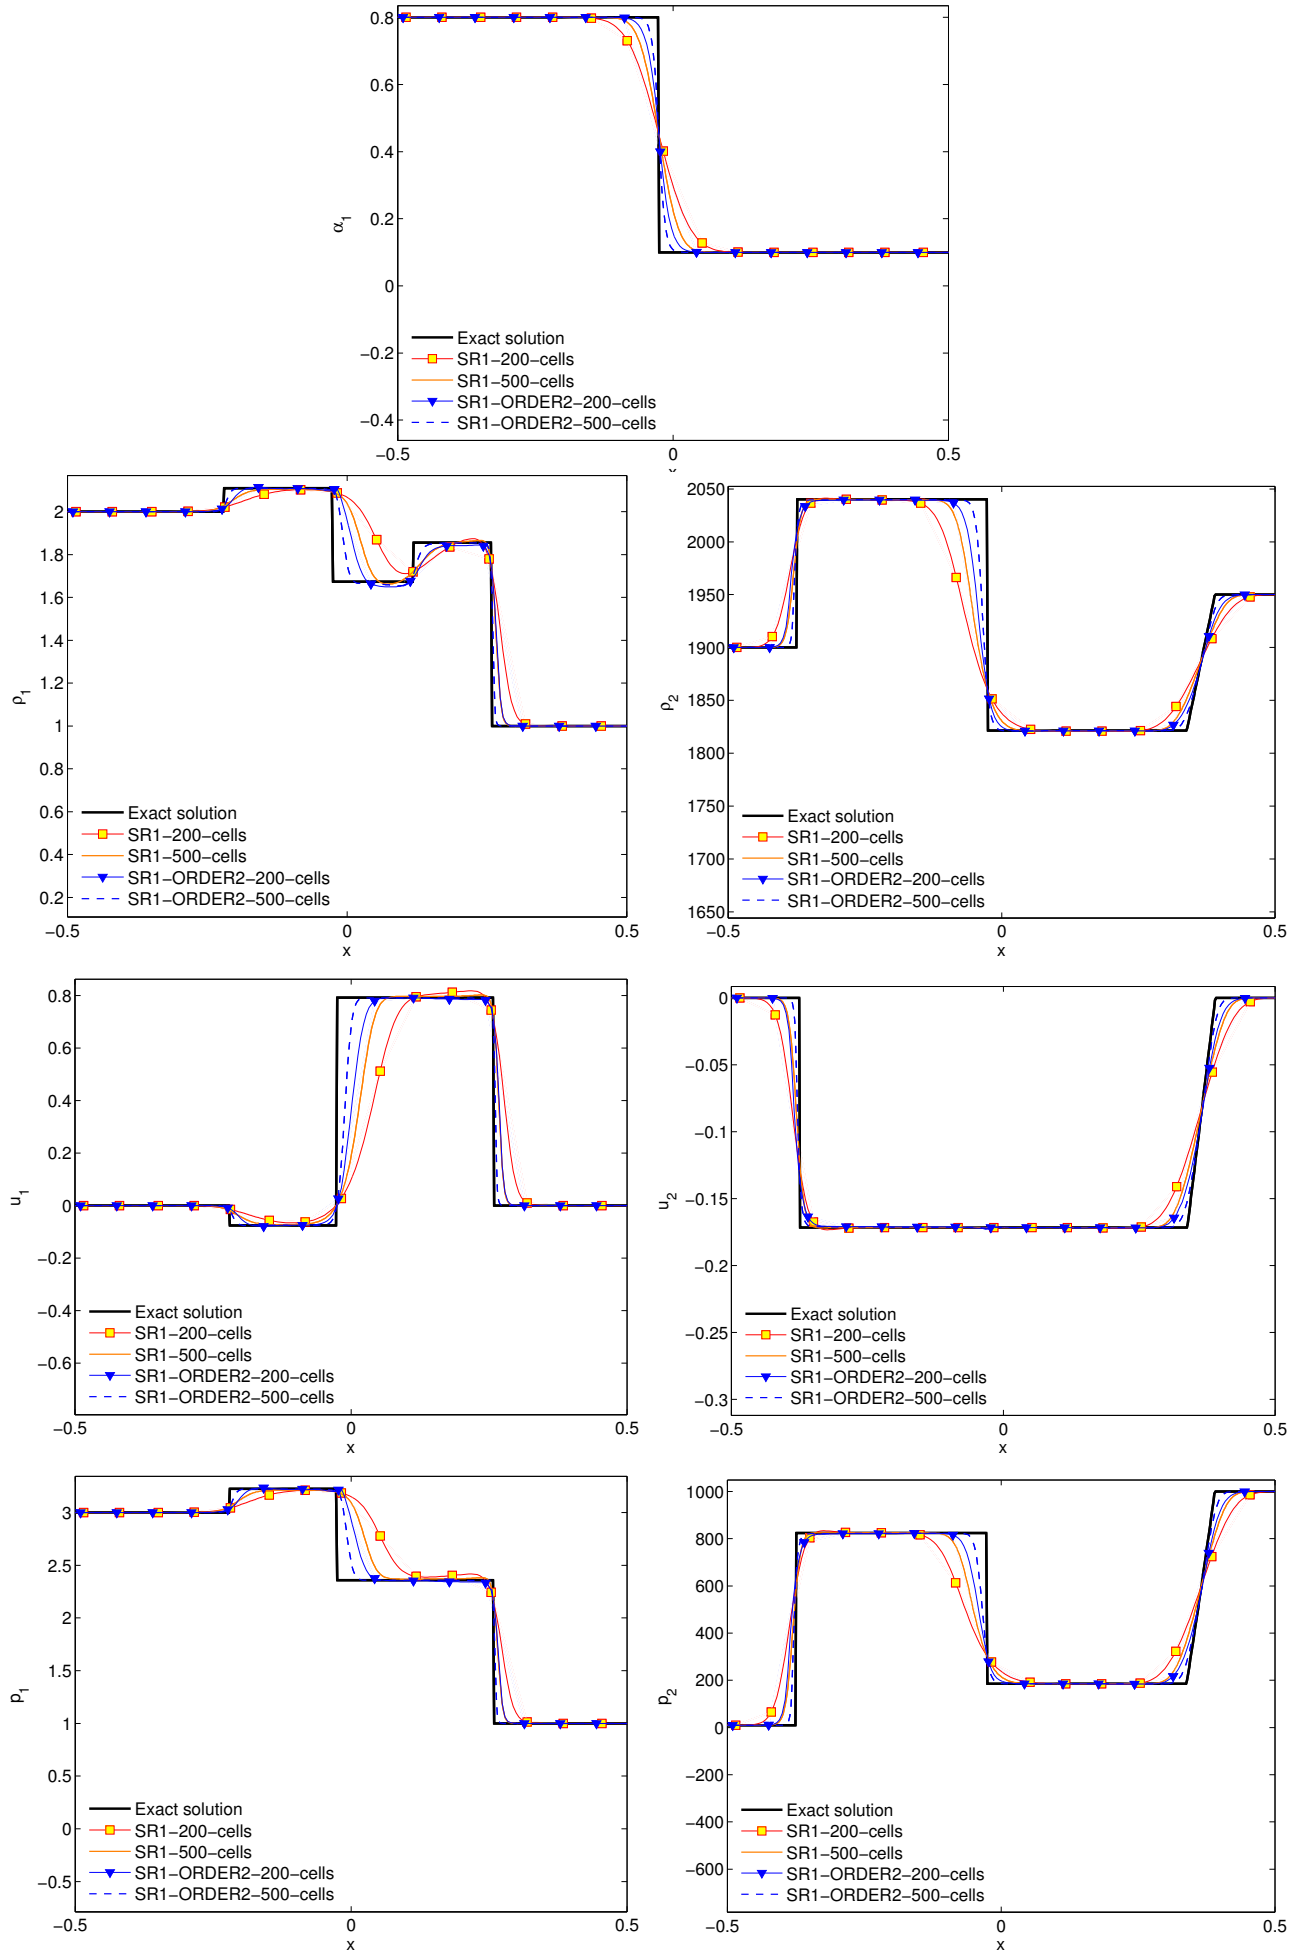 0.8
0.6
0.4
0.2
0
−0.2
−0.4
α1
Exact solution
SR1−200−cells
SR1−500−cells
SR1−ORDER2−200−cells
SR1−ORDER2−500−cells
−0.5
0
0.5
x
2
1.8
1.6
1.4
1.2
1
0.8
0.6
0.4
0.2
ρ1
Exact solution
SR1−200−cells
SR1−500−cells
SR1−ORDER2−200−cells
SR1−ORDER2−500−cells
−0.5
0
0.5
x
2050
2000
1950
1900
1850
1800
1750
1700
1650
ρ2
Exact solution
SR1−200−cells
SR1−500−cells
SR1−ORDER2−200−cells
SR1−ORDER2−500−cells
−0.5
0
0.5
x
0.8
0.6
0.4
0.2
0
−0.2
−0.4
−0.6
u1
Exact solution
SR1−200−cells
SR1−500−cells
SR1−ORDER2−200−cells
SR1−ORDER2−500−cells
−0.5
0
0.5
x
0
−0.05
−0.1
−0.15
−0.2
−0.25
−0.3
u2
Exact solution
SR1−200−cells
SR1−500−cells
SR1−ORDER2−200−cells
SR1−ORDER2−500−cells
−0.5
0
0.5
x
3
2.5
2
1.5
1
0.5
0
−0.5
p1
Exact solution
SR1−200−cells
SR1−500−cells
SR1−ORDER2−200−cells
SR1−ORDER2−500−cells
−0.5
0
0.5
x
1000
800
600
400
200
0
−200
−400
−600
p2
Exact solution
SR1−200−cells
SR1−500−cells
SR1−ORDER2−200−cells
SR1−ORDER2−500−cells
−0.5
0
0.5
x